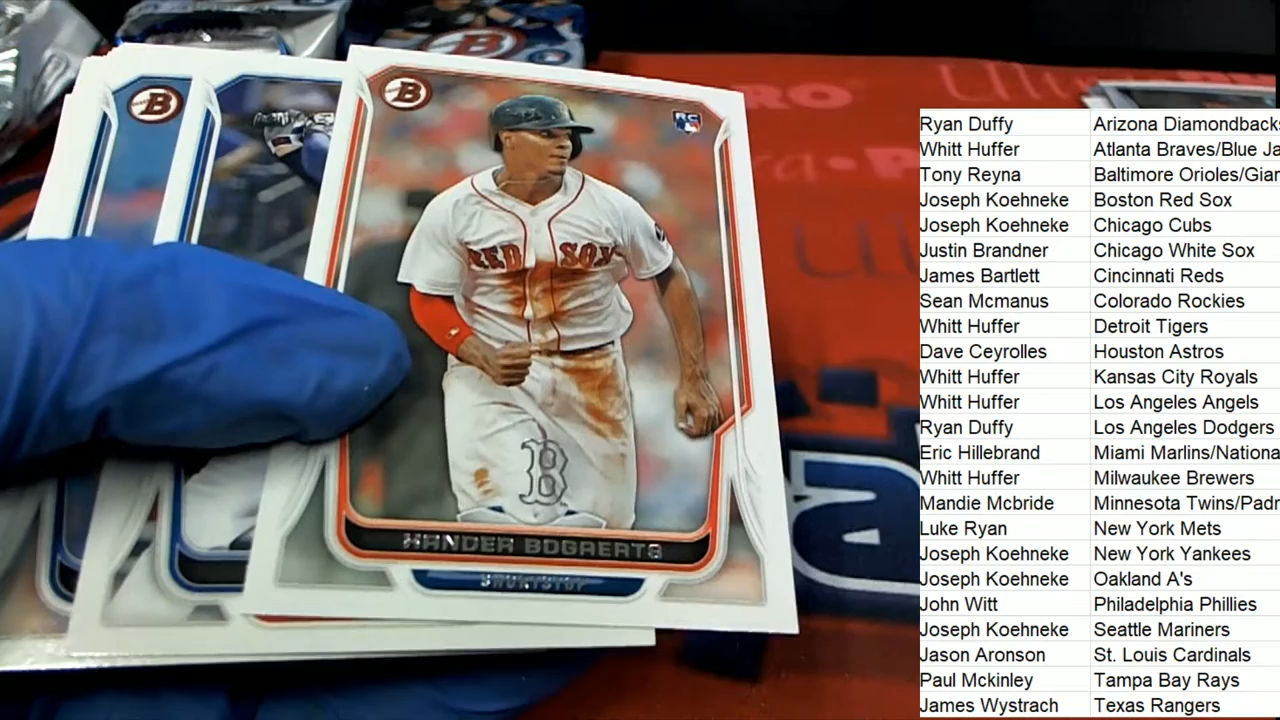 B
B
B
RC
RED SOX
B
XANDER BOGAERTS
SHORTSTOP
Ryan Duffy Arizona Diamondbacks
Whitt Huffer Atlanta Braves/Blue Ja
Tony Reyna Baltimore Orioles/Gian
Joseph Koehneke Boston Red Sox
Joseph Koehneke Chicago Cubs
Justin Brandner Chicago White Sox
James Bartlett Cincinnati Reds
Sean Mcmanus Colorado Rockies
Whitt Huffer Detroit Tigers
Dave Ceyrolles Houston Astros
Whitt Huffer Kansas City Royals
Whitt Huffer Los Angeles Angels
Ryan Duffy Los Angeles Dodgers
Eric Hillebrand Miami Marlins/Nationa
Whitt Huffer Milwaukee Brewers
Mandie Mcbride Minnesota Twins/Padr
Luke Ryan New York Mets
Joseph Koehneke New York Yankees
Joseph Koehneke Oakland A's
John Witt Philadelphia Phillies
Joseph Koehneke Seattle Mariners
Jason Aronson St. Louis Cardinals
Paul Mckinley Tampa Bay Rays
James Wystrach Texas Rangers